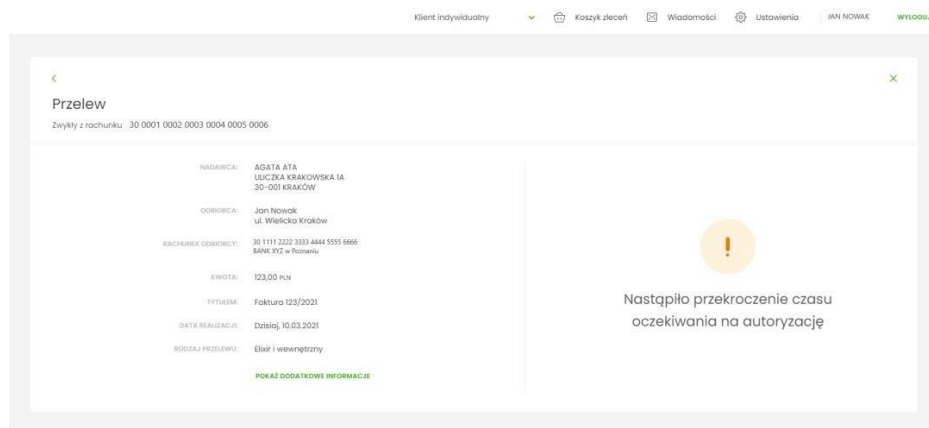 Klient indywidualny Koszyk zleceń Wiadomości Ustawienia JAN NOWAK WYLOGUJ
Przelew
Zwykły z rachunku 30 0001 0002 0003 0004 0005 0006
NADAWCA: AGATA ATA
ULICZKA KRAKOWSKA 1A
30-001 KRAKÓW
ODBIORCA: Jan Nowak
ul. Wielicka Kraków
RACHUNEK ODBIORCY: 30 1111 2222 3333 4444 5555 6666
BANK XYZ w Poznaniu
KWOTA: 123,00 PLN
TYTUŁEM: Faktura 123/2021
DATA REALIZACJI: Dzisiaj, 10.03.2021
RODZAJ PRZELEWU: Elixir i wewnętrzny
POKAŻ DODATKOWE INFORMACJE
!
Nastąpiło przekroczenie czasu
oczekiwania na autoryzację